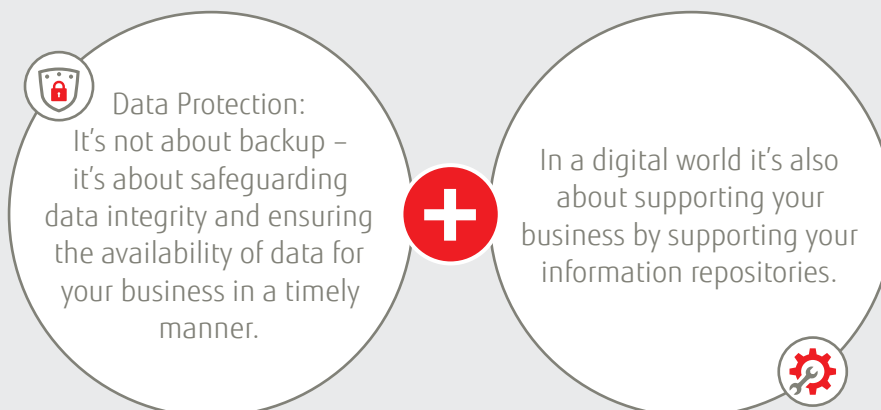 Data Protection:
It’s not about backup –
it’s about safeguarding
data integrity and ensuring
the availability of data for
your business in a timely
manner.
In a digital world it’s also
about supporting your
business by supporting your
information repositories.